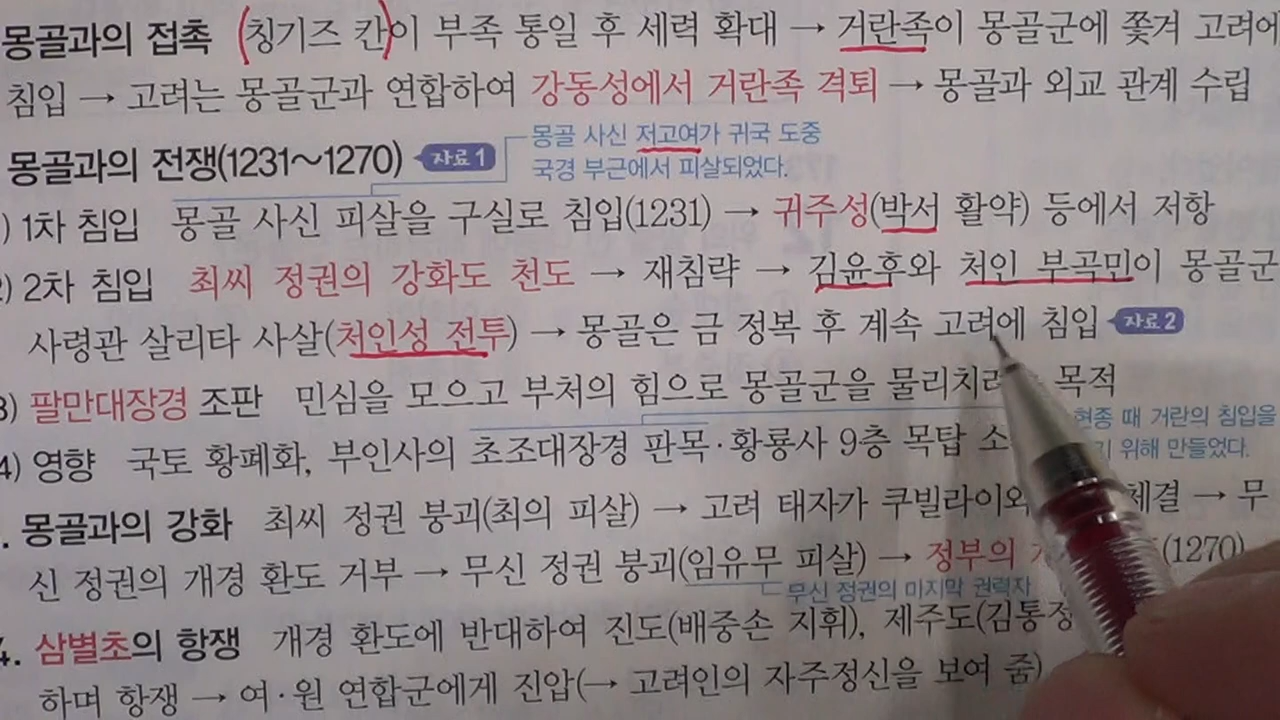 몽골과의 접촉 (칭기즈 칸)이 부족 통일 후 세력 확대 → 거란족이 몽골군에 쫓겨 고려에
침입 → 고려는 몽골군과 연합하여 강동성에서 거란족 격퇴 → 몽골과 외교 관계 수립
몽골 사신 저고여가 귀국 도중
몽골과의 전쟁(1231~1270) 자료1
국경 부근에서 피살되었다.
) 1차 침입 몽골 사신 피살을 구실로 침입(1231) → 귀주성(박서 활약) 등에서 저항
2) 2차 침입 최씨 정권의 강화도 천도 → 재침략 → 김윤후와 처인 부곡민이 몽골군
사령관 살리타 사살(처인성 전투) → 몽골은 금 정복 후 계속 고려에 침입 자료2
3) 팔만대장경 조판 민심을 모으고 부처의 힘으로 몽골군을 물리치려 목적
현종 때 거란의 침입을
4) 영향 국토 황폐화, 부인사의 초조대장경 판목·황룡사 9층 목탑 소
기 위해 만들었다.
. 몽골과의 강화 최씨 정권 붕괴(최의 피살) → 고려 태자가 쿠빌라이와 체결 → 무
신 정권의 개경 환도 거부 → 무신 정권 붕괴(임유무 피살) → 정부의 (1270)
무신 정권의 마지막 권력자
4. 삼별초의 항쟁 개경 환도에 반대하여 진도(배중손 지휘), 제주도(김통정
하며 항쟁 → 여·원 연합군에게 진압(→ 고려인의 자주정신을 보여 줌)